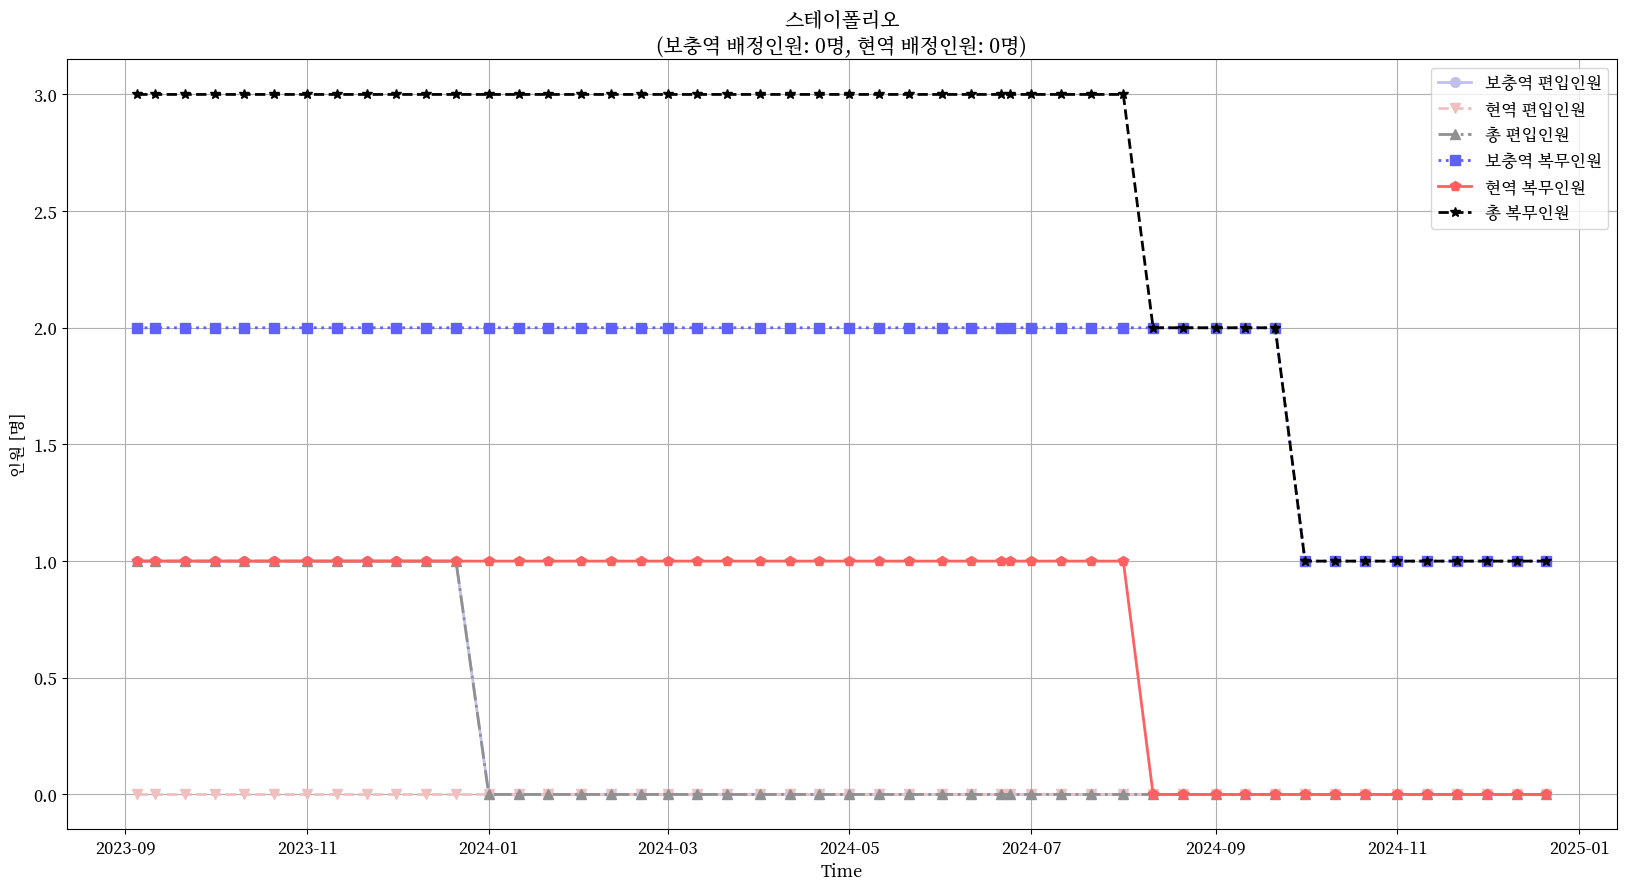 스테이폴리오
(보충역 배정인원: 0명, 현역 배정인원: 0명)
보충역 편입인원
현역 편입인원
총 편입인원
보충역 복무인원
현역 복무인원
총 복무인원
인원 [명]
3.0
2.5
2.0
1.5
1.0
0.5
0.0
2023-09
2023-11
2024-01
2024-03
2024-05
2024-07
2024-09
2024-11
2025-01
Time